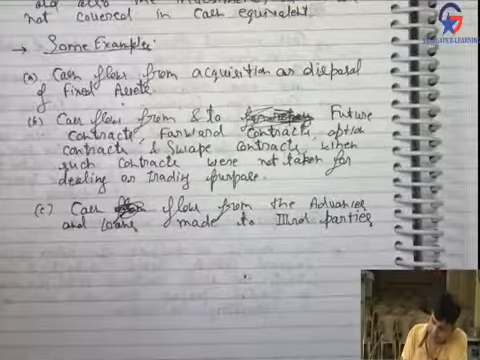 not covered in Cash equivalent.
→ Some Examples
(a) Cash flow from acquisition or disposal
of Fixed Assets.
(b) Cash flow from & to Future
contracts, Forward contracts, option
contracts & Swaps contracts, when
such contracts were not taken for
dealing or trading purpose.
(c) Cash flow from the Advances
and loans made to IIIrd parties